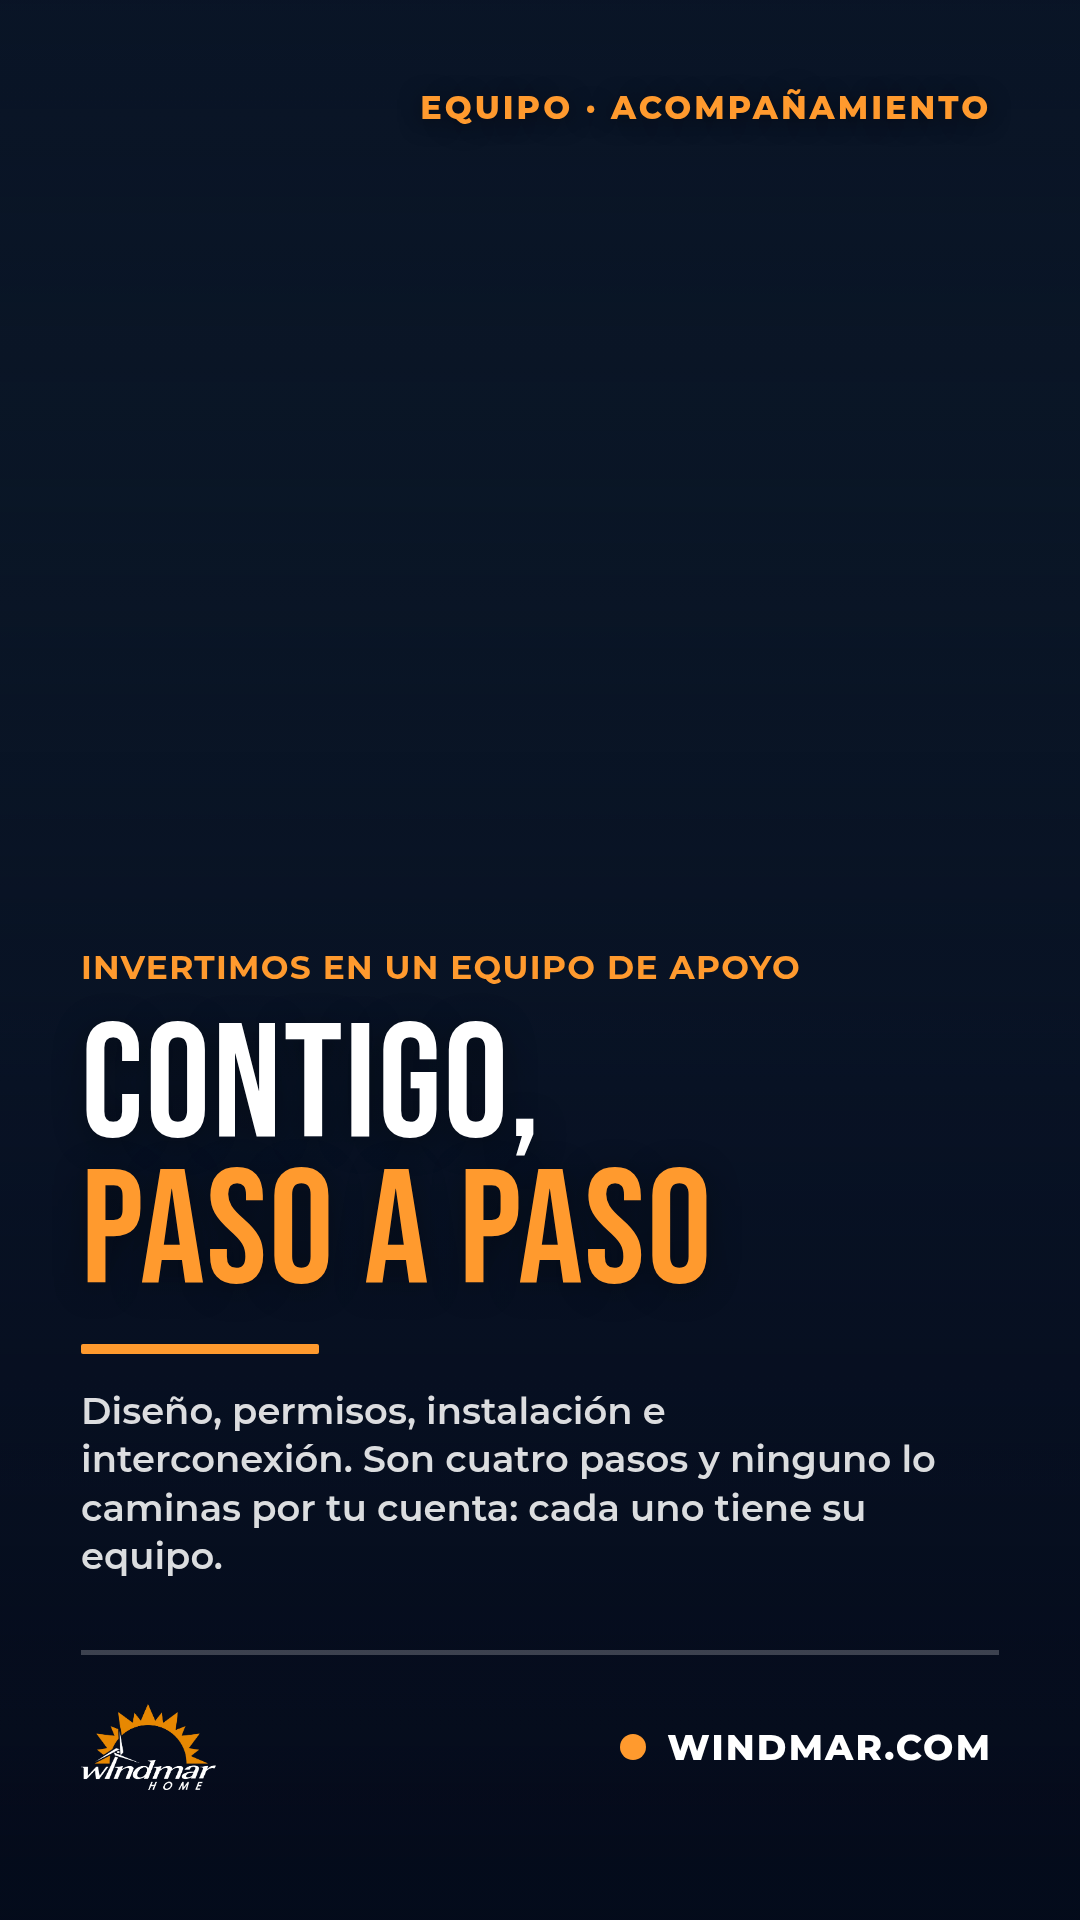 EQUIPO · ACOMPAÑAMIENTO
INVERTIMOS EN UN EQUIPO DE APOYO
CONTIGO,
PASO A PASO
Diseño, permisos, instalación e
interconexión. Son cuatro pasos y ninguno lo
caminas por tu cuenta: cada uno tiene su
equipo.
windmar
HOME
WINDMAR.COM